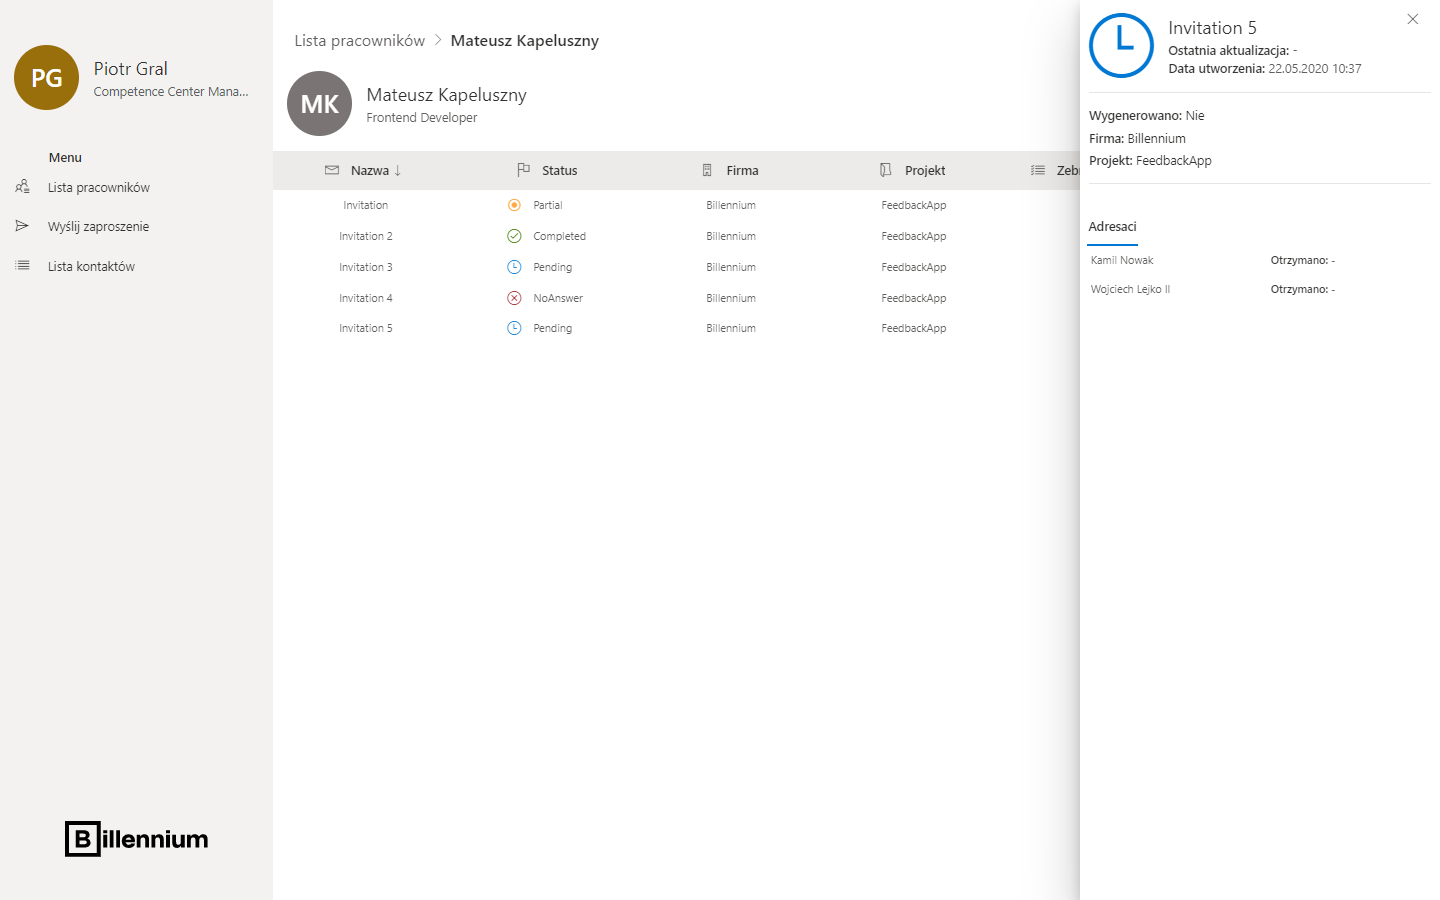 PG
Piotr Gral
Competence Center Mana...
Menu
Lista pracowników
Wyślij zaproszenie
Lista kontaktów
Billennium
Lista pracowników > Mateusz Kapeluszny
MK
Mateusz Kapeluszny
Frontend Developer
Nazwa ↓ Status Firma Projekt Zebr
Invitation Partial Billennium FeedbackApp
Invitation 2 Completed Billennium FeedbackApp
Invitation 3 Pending Billennium FeedbackApp
Invitation 4 NoAnswer Billennium FeedbackApp
Invitation 5 Pending Billennium FeedbackApp
Invitation 5
Ostatnia aktualizacja: -
Data utworzenia: 22.05.2020 10:37
Wygenerowano: Nie
Firma: Billennium
Projekt: FeedbackApp
Adresaci
Kamil Nowak Otrzymano: -
Wojciech Lejko II Otrzymano: -